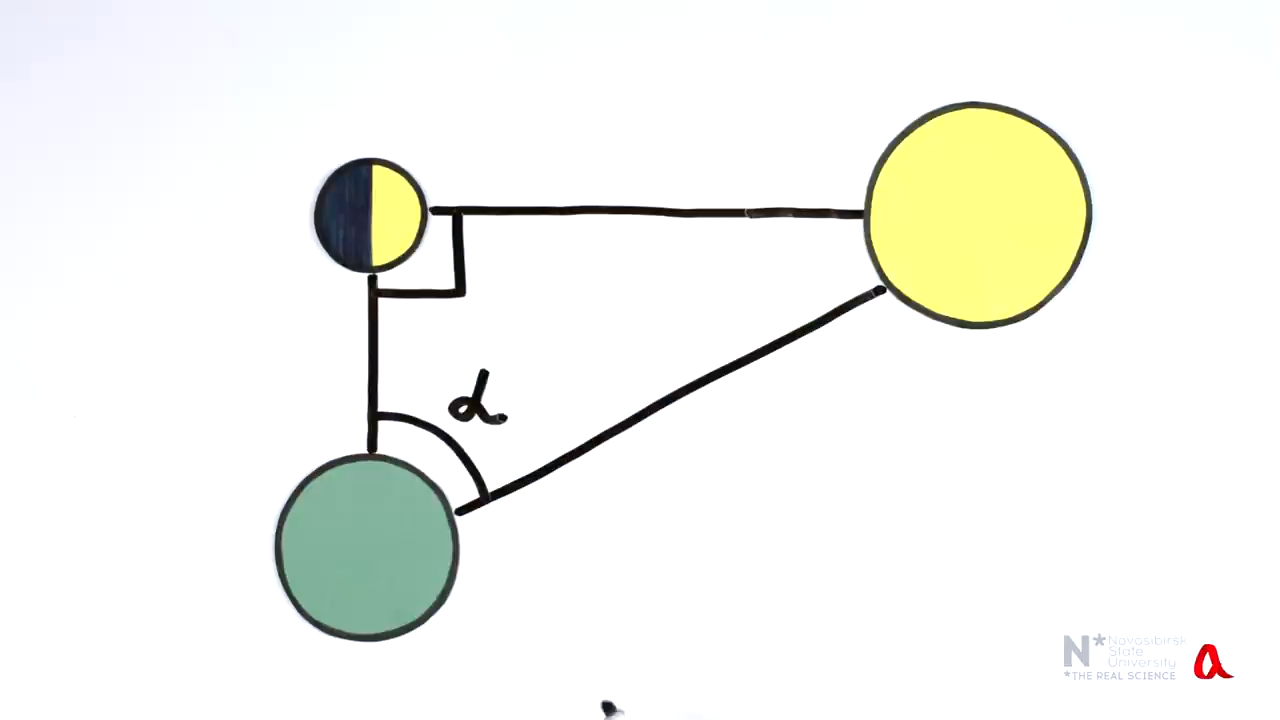 α
N* Novosibirsk
State
University
*THE REAL SCIENCE
a